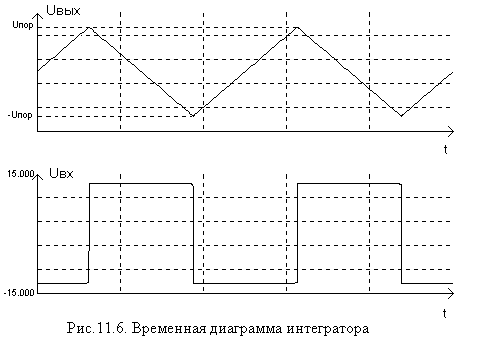 Uвых
Uпор
-Uпор
t
15.000
Uвх
-15.000
t
Рис.11.6. Временная диаграмма интегратора